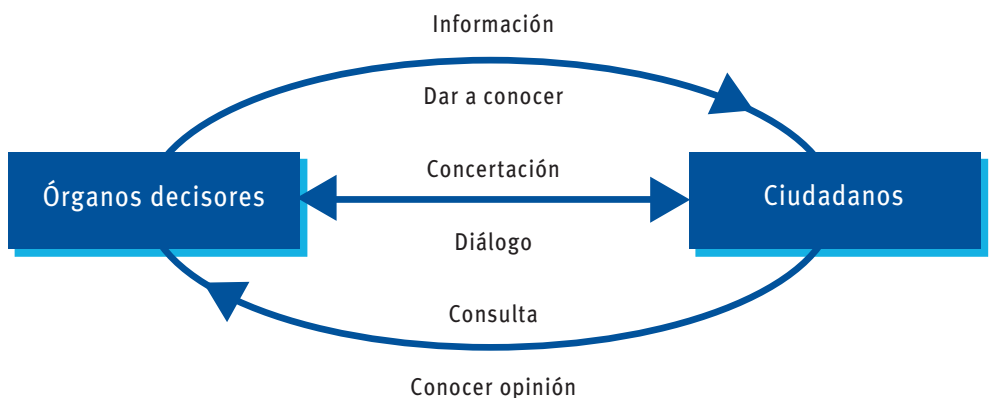 Información
Dar a conocer
Órganos decisores
Concertación
Ciudadanos
Diálogo
Consulta
Conocer opinión